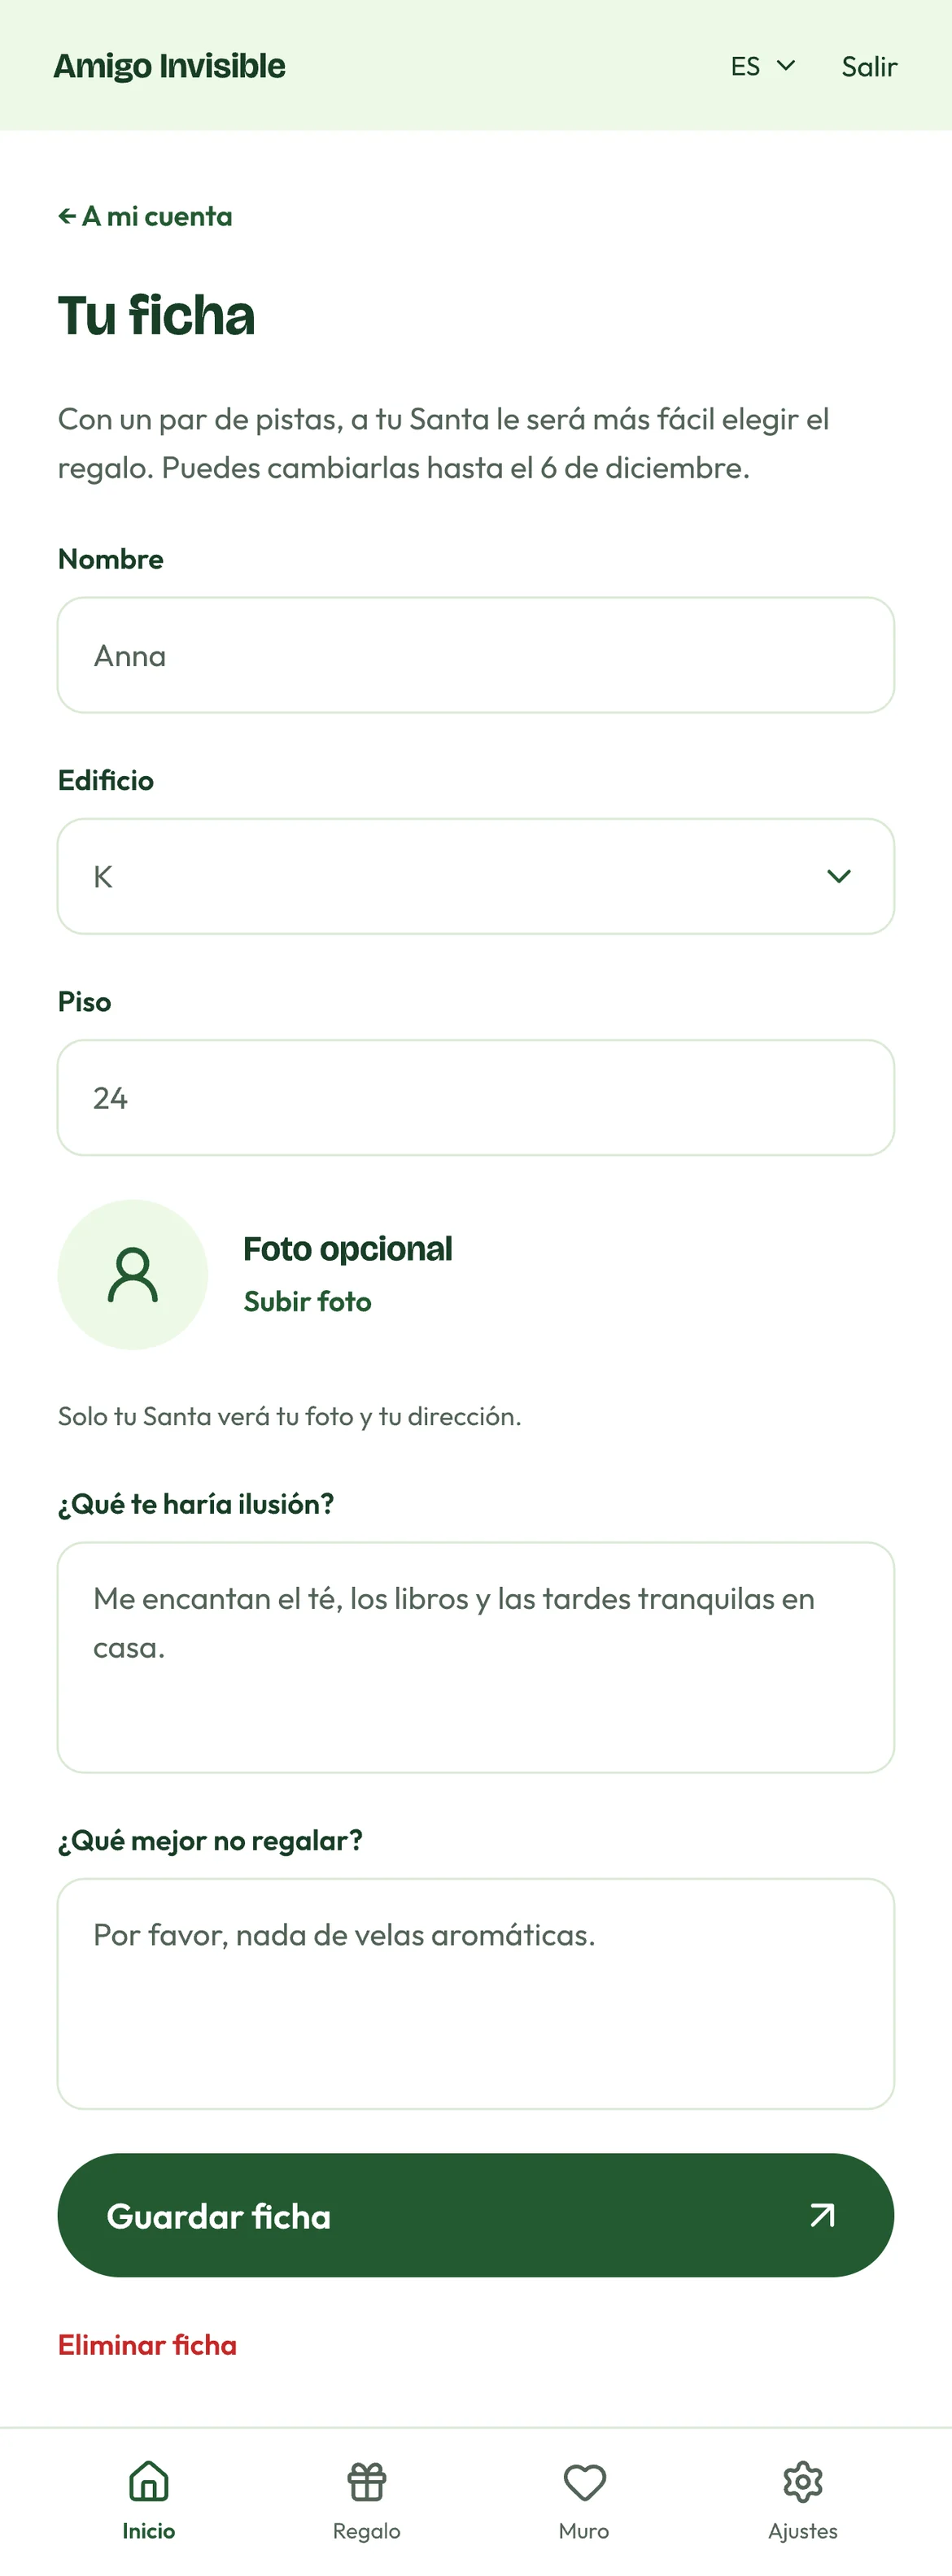 Amigo Invisible
ES
Salir
← A mi cuenta
Tu ficha
Con un par de pistas, a tu Santa le será más fácil elegir el
regalo. Puedes cambiarlas hasta el 6 de diciembre.
Nombre
Anna
Edificio
K
Piso
24
Foto opcional
Subir foto
Solo tu Santa verá tu foto y tu dirección.
¿Qué te haría ilusión?
Me encantan el té, los libros y las tardes tranquilas en
casa.
¿Qué mejor no regalar?
Por favor, nada de velas aromáticas.
Guardar ficha
Eliminar ficha
Inicio
Regalo
Muro
Ajustes